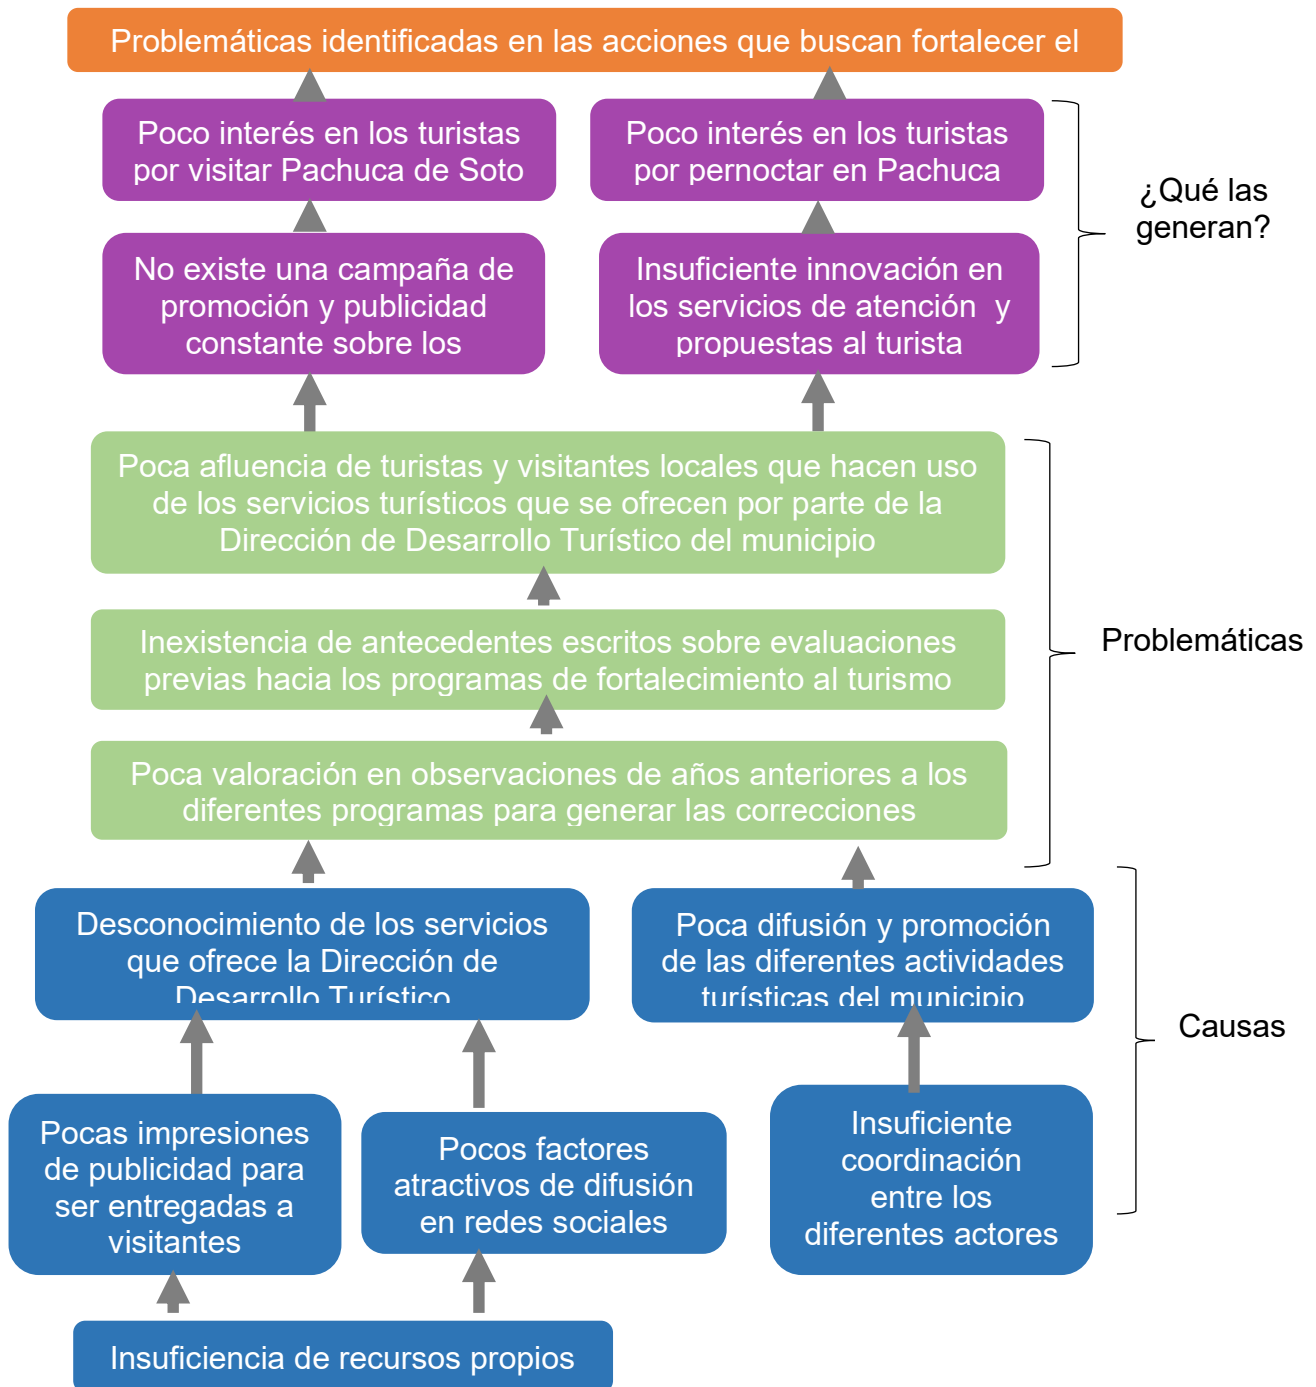 Problemáticas identificadas en las acciones que buscan fortalecer el
Poco interés en los turistas
por visitar Pachuca de Soto
Poco interés en los turistas
por pernoctar en Pachuca
¿Qué las
generan?
No existe una campaña de
promoción y publicidad
constante sobre los
Insuficiente innovación en
los servicios de atención y
propuestas al turista
Poca afluencia de turistas y visitantes locales que hacen uso
de los servicios turísticos que se ofrecen por parte de la
Dirección de Desarrollo Turístico del municipio
Inexistencia de antecedentes escritos sobre evaluaciones
previas hacia los programas de fortalecimiento al turismo
Problemáticas
Poca valoración en observaciones de años anteriores a los
diferentes programas para generar las correcciones
Desconocimiento de los servicios
que ofrece la Dirección de
Desarrollo Turístico
Poca difusión y promoción
de las diferentes actividades
turísticas del municipio
Causas
Pocas impresiones
de publicidad para
ser entregadas a
visitantes
Pocos factores
atractivos de difusión
en redes sociales
Insuficiente
coordinación
entre los
diferentes actores
Insuficiencia de recursos propios